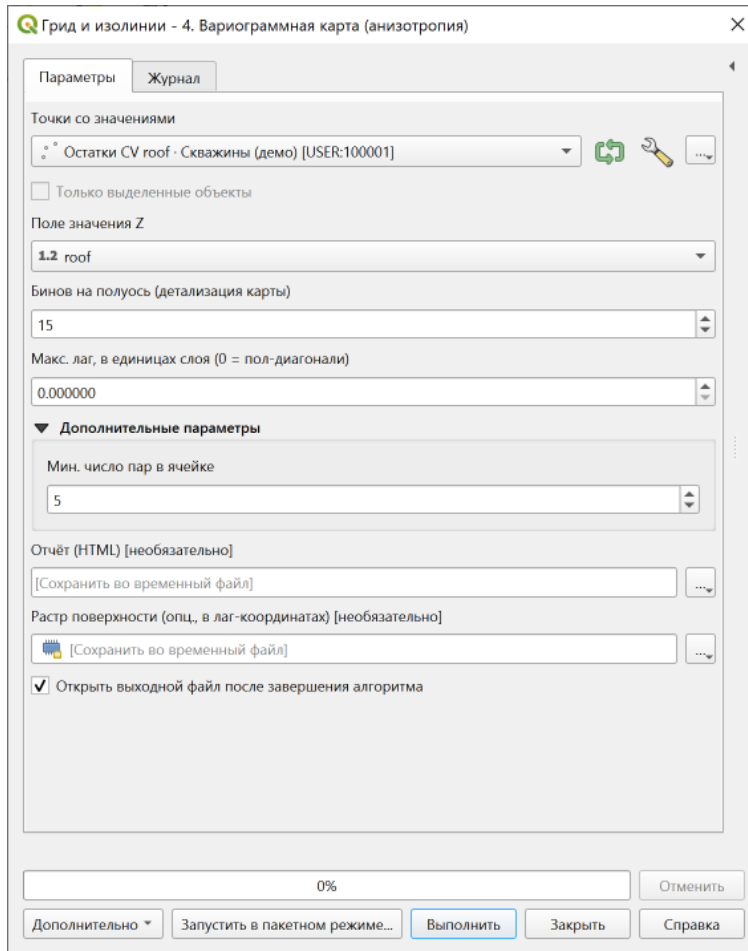 Грид и изолинии - 4. Вариограммная карта (анизотропия)
Параметры
Журнал
Точки со значениями
Остатки CV roof · Скважины (демо) [USER:100001]
...
Только выделенные объекты
Поле значения Z
1.2 roof
Бинов на полуось (детализация карты)
15
Макс. лаг, в единицах слоя (0 = пол-диагонали)
0.000000
Дополнительные параметры
Мин. число пар в ячейке
5
Отчёт (HTML) [необязательно]
[Сохранить во временный файл]
...
Растр поверхности (опц., в лаг-координатах) [необязательно]
[Сохранить во временный файл]
...
Открыть выходной файл после завершения алгоритма
0%
Отменить
Дополнительно
Запустить в пакетном режиме...
Выполнить
Закрыть
Справка